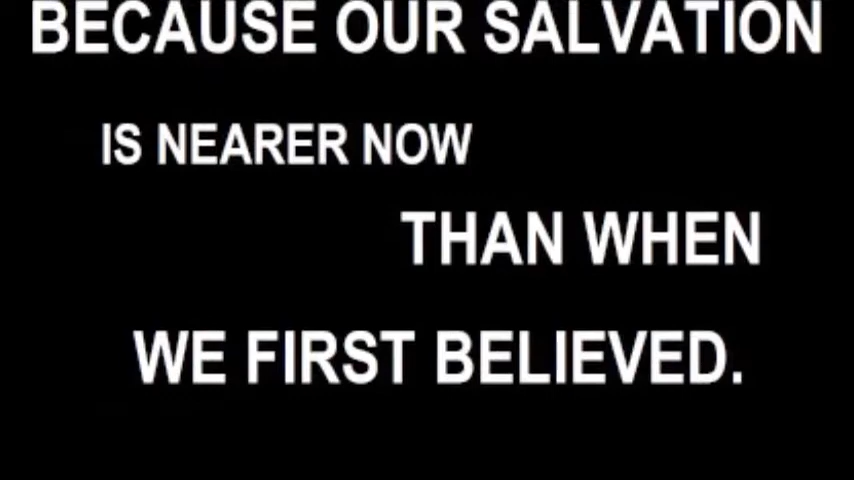 BECAUSE OUR SALVATION
IS NEARER NOW
THAN WHEN
WE FIRST BELIEVED.